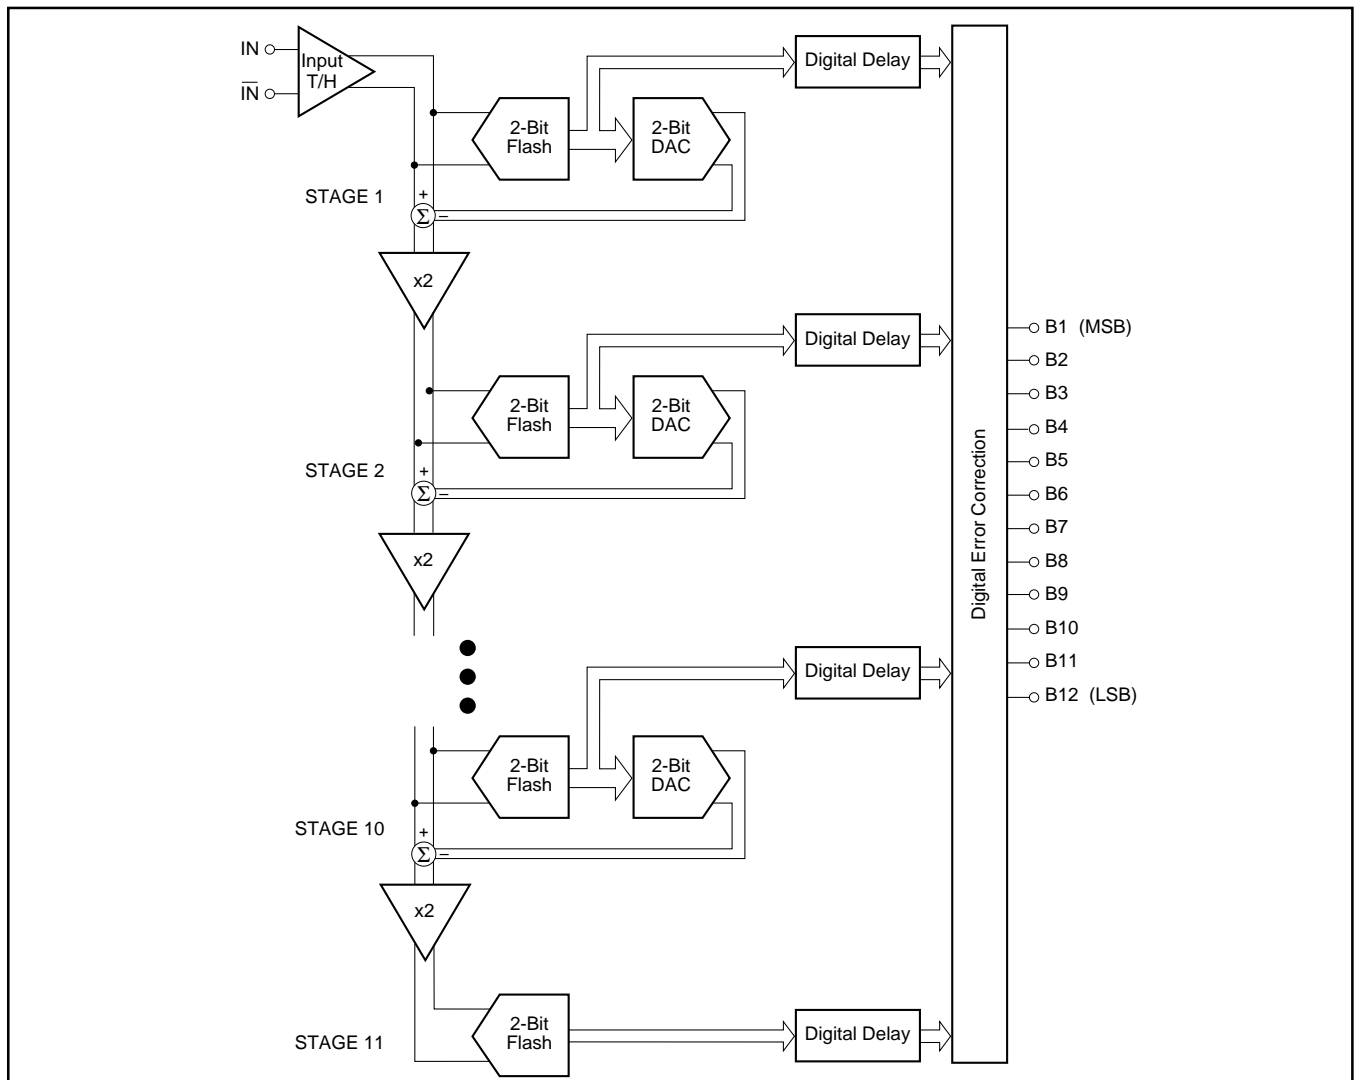 IN
Input
T/H
I̅N̅
Digital Delay
2-Bit
Flash
2-Bit
DAC
STAGE 1
+
Σ
–
x2
Digital Delay
B1 (MSB)
B2
B3
B4
B5
B6
B7
B8
B9
B10
B11
B12 (LSB)
2-Bit
Flash
2-Bit
DAC
Digital Error Correction
STAGE 2
+
Σ
–
x2
Digital Delay
2-Bit
Flash
2-Bit
DAC
STAGE 10
+
Σ
–
x2
2-Bit
Flash
Digital Delay
STAGE 11